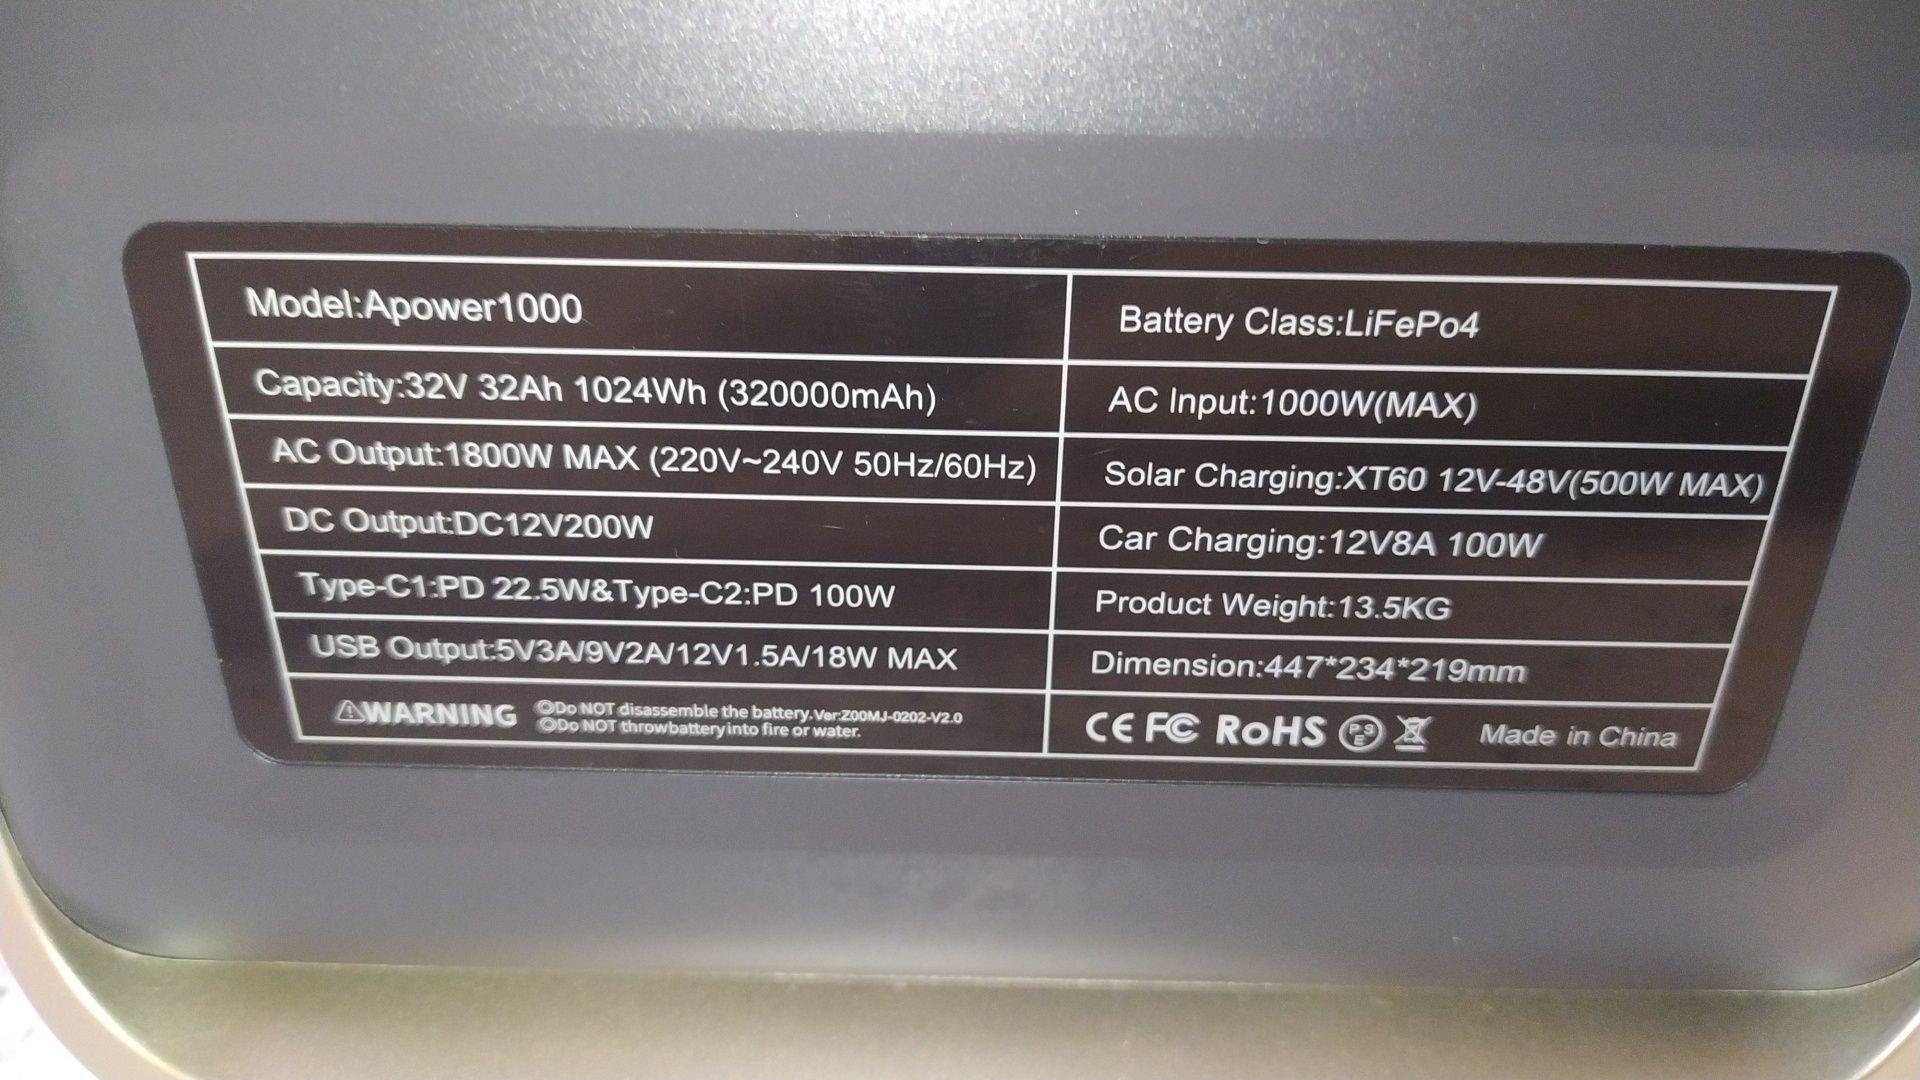 Model:Apower1000
Battery Class:LiFePo4
Capacity:32V 32Ah 1024Wh (320000mAh)
AC Input:1000W(MAX)
AC Output:1800W MAX (220V~240V 50Hz/60Hz)
Solar Charging:XT60 12V-48V(500W MAX)
DC Output:DC12V200W
Car Charging:12V8A 100W
Type-C1:PD 22.5W&Type-C2:PD 100W
Product Weight:13.5KG
USB Output:5V3A/9V2A/12V1.5A/18W MAX
Dimension:447*234*219mm
⚠WARNING
◎Do NOT disassemble the battery.Ver:Z00MJ-0202-V2.0
◎Do NOT throwbatteryinto fire or water.
CE FC RoHS PSE Made in China